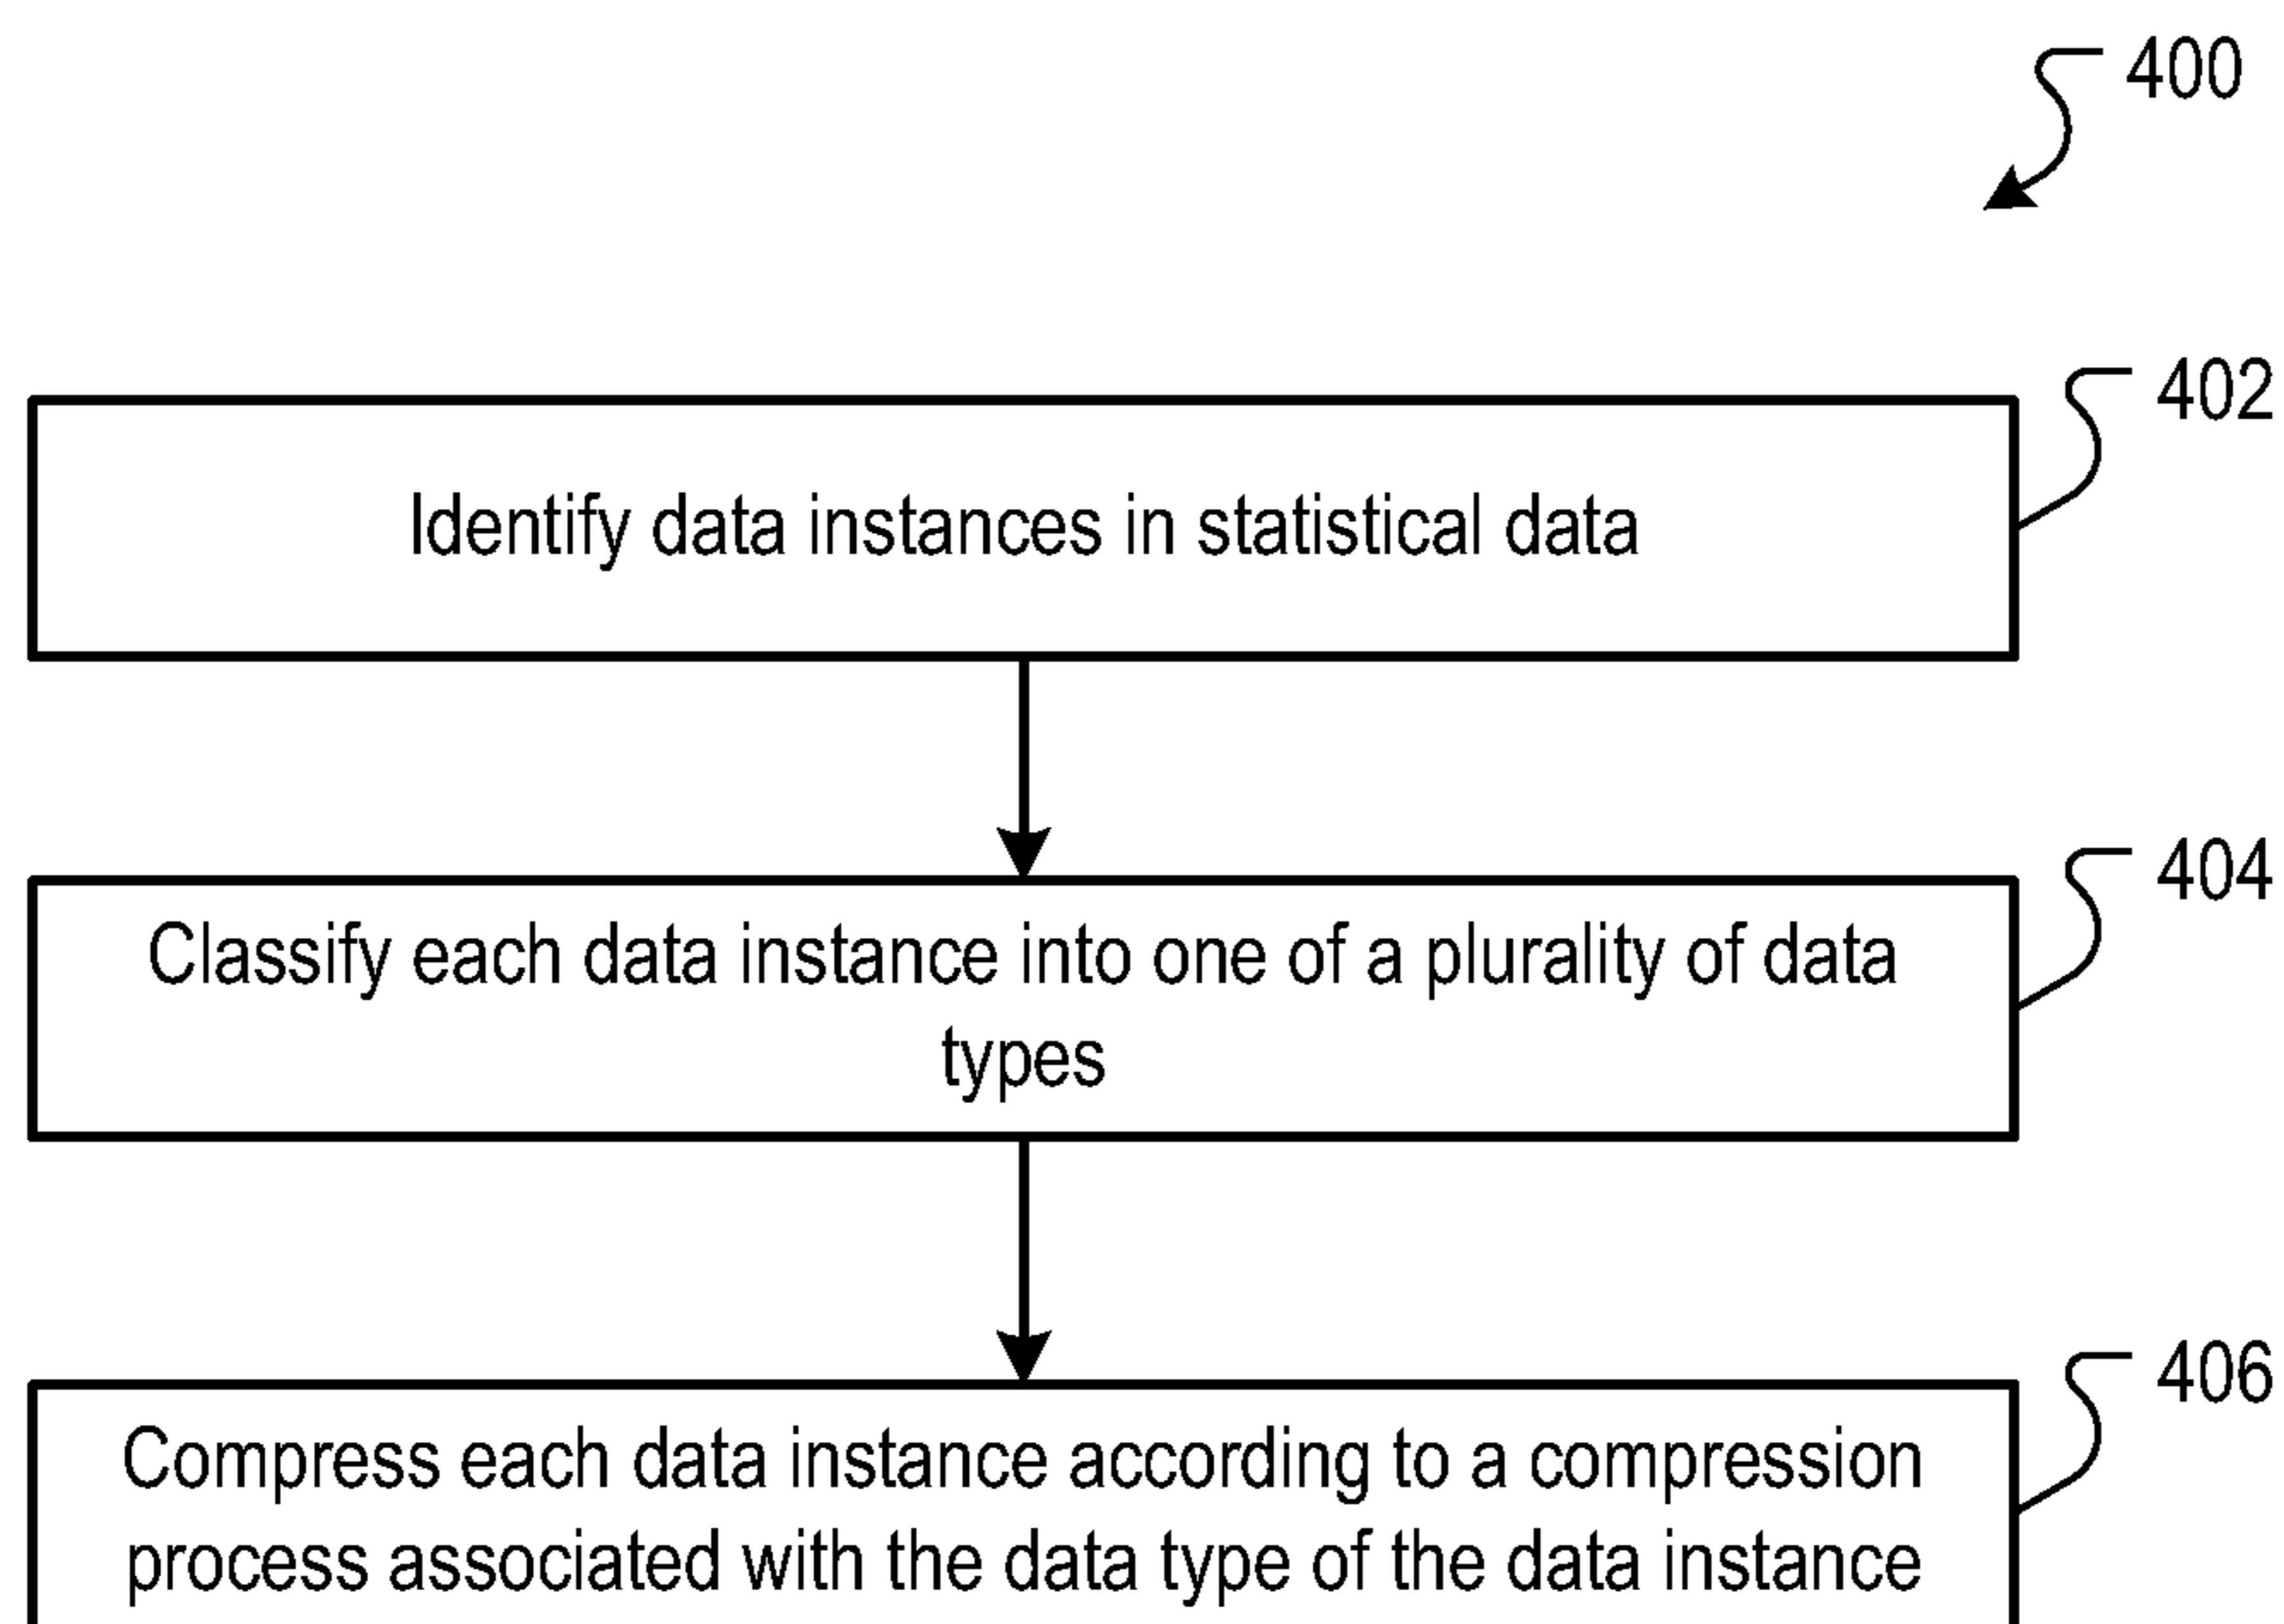 400
402
Identify data instances in statistical data
404
Classify each data instance into one of a plurality of data
types
406
Compress each data instance according to a compression
process associated with the data type of the data instance